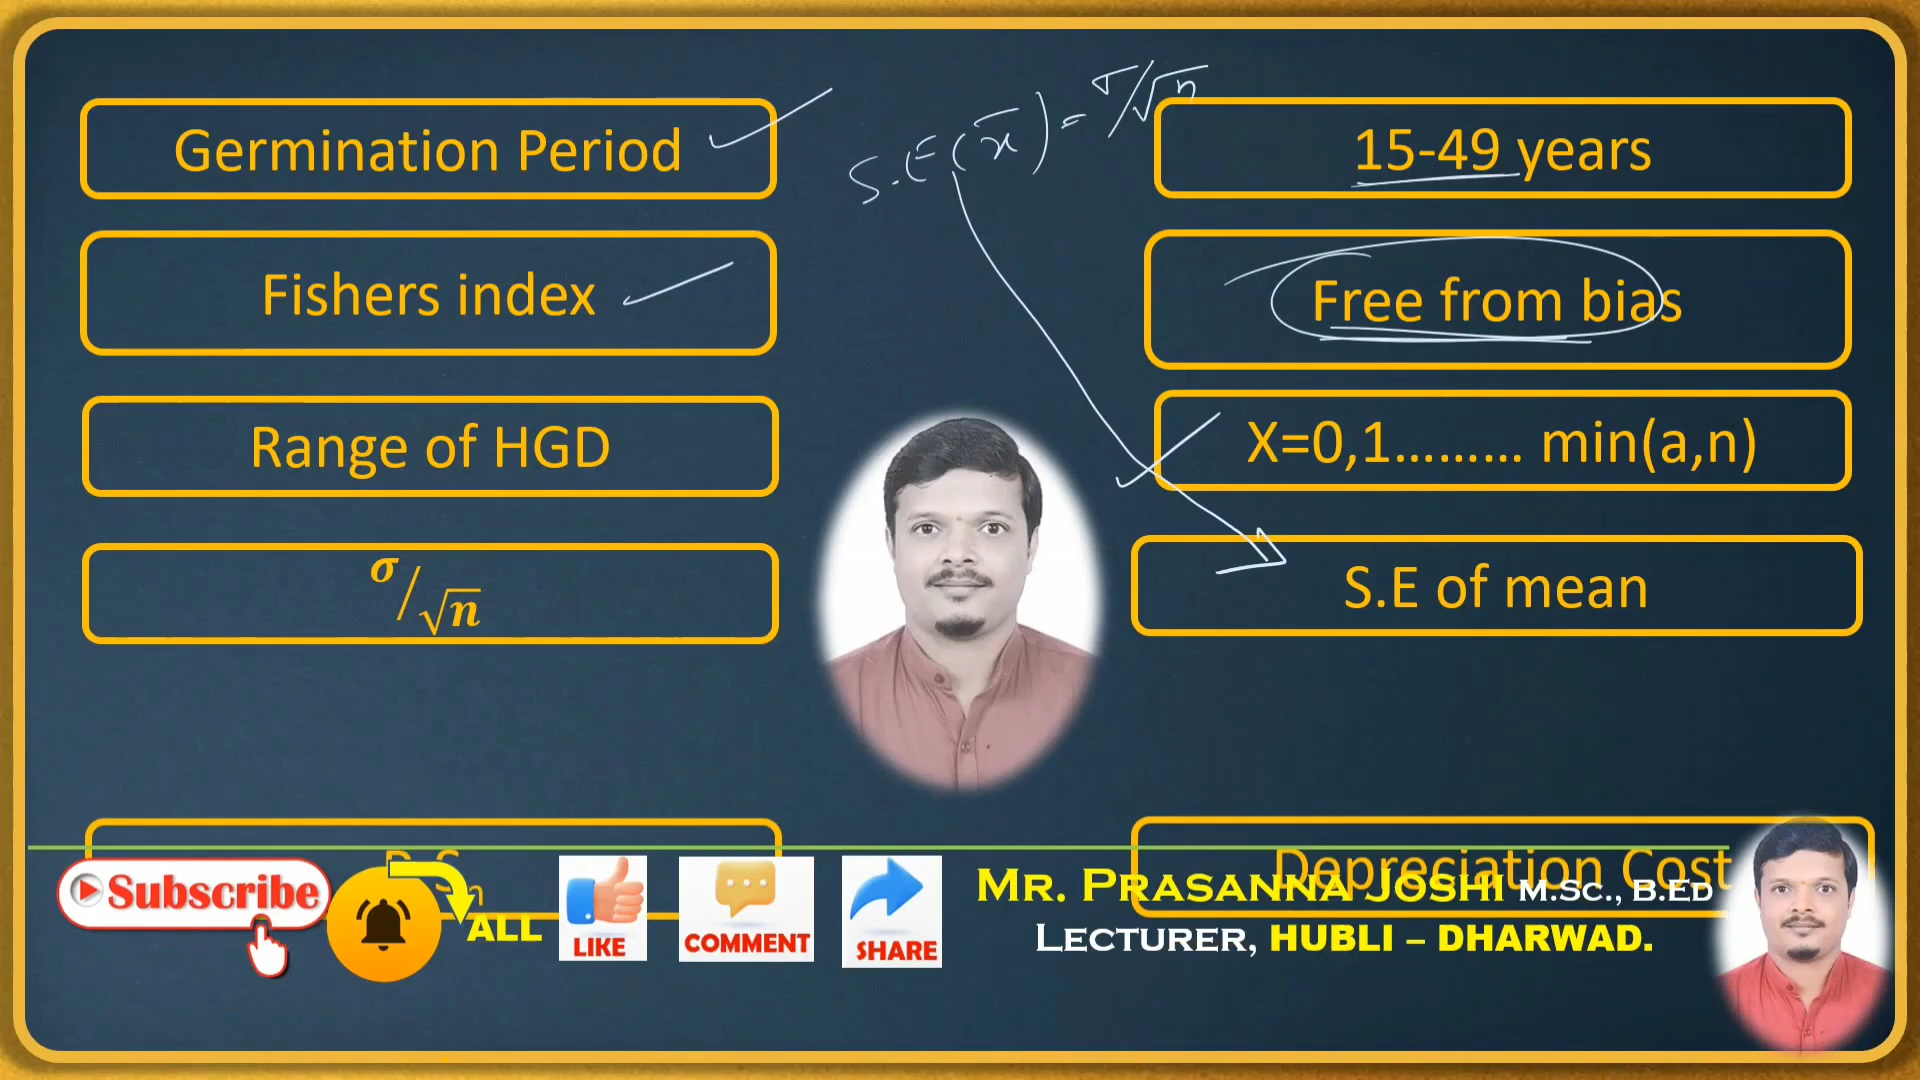 S.E(x̄) = σ/√n
Germination Period
15-49 years
Fishers index
Free from bias
Range of HGD
X=0,1......... min(a,n)
σ/√n
S.E of mean
Depreciation Cost
Subscribe
ALL
LIKE
COMMENT
SHARE
MR. PRASANNA JOSHI M.SC., B.ED
LECTURER, HUBLI – DHARWAD.